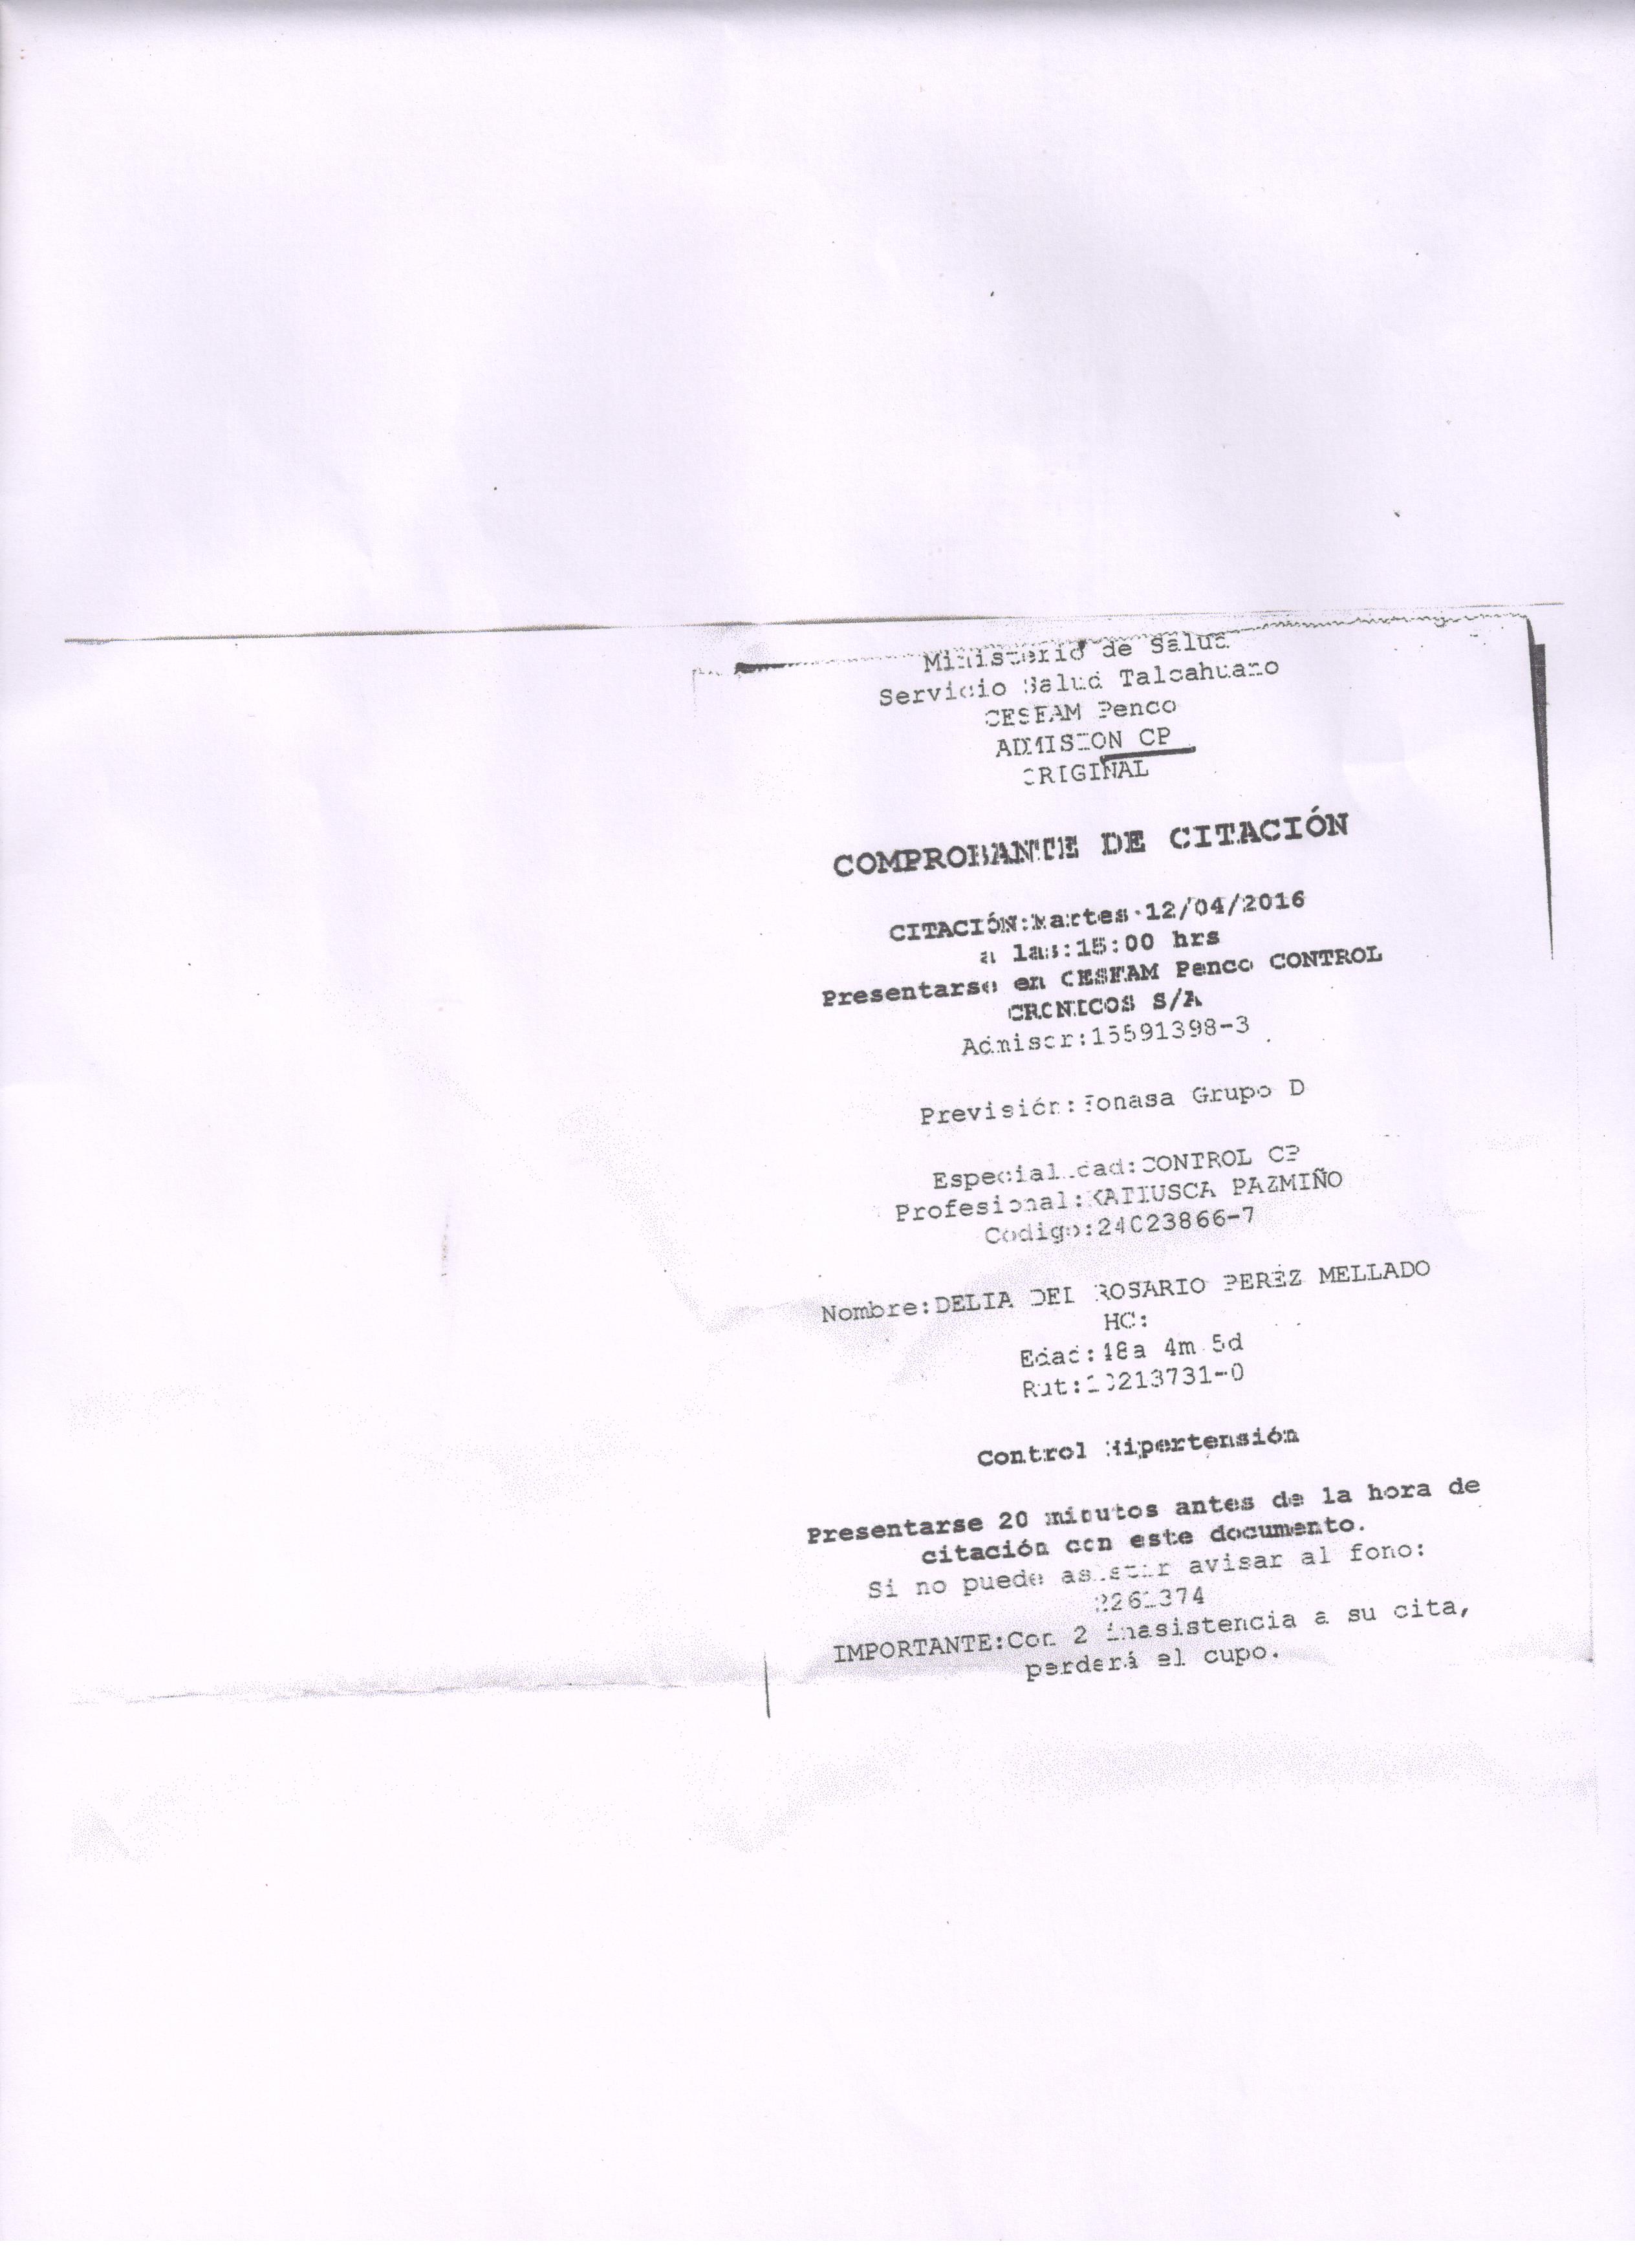 Ministerio de Salud
Servicio Salud Talcahuano
CESFAM Penco
ADMISION CP
ORIGINAL
COMPROBANTE DE CITACIÓN
CITACIÓN:Martes 12/04/2016
a las:15:00 hrs
Presentarse en CESFAM Penco CONTROL
CRONICOS S/A
Admisor:15591398-3
Previsión:Fonasa Grupo D
Especialidad:CONTROL CP
Profesional:KATIUSCA PAZMIÑO
Codigo:24023866-7
Nombre:DELIA DEL ROSARIO PEREZ MELLADO
HC:
Edad:48a 4m 5d
Rut:10213731-0
Control Hipertensión
Presentarse 20 minutos antes de la hora de
citación con este documento.
Si no puede asistir avisar al fono:
2261374
IMPORTANTE:Con 2 inasistencia a su cita,
perderá el cupo.